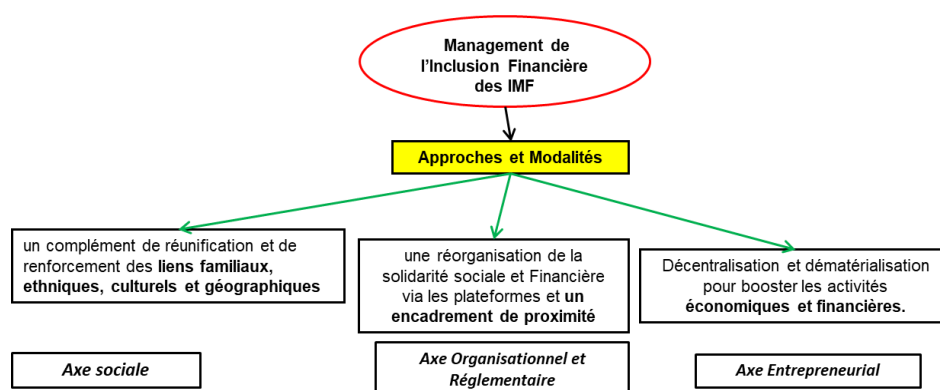 Management de
l'Inclusion Financière
des IMF
Approches et Modalités
un complément de réunification et de
renforcement des liens familiaux,
ethniques, culturels et géographiques
une réorganisation de la
solidarité sociale et Financière
via les plateformes et un
encadrement de proximité
Décentralisation et dématérialisation
pour booster les activités
économiques et financières.
Axe sociale
Axe Organisationnel et
Réglementaire
Axe Entrepreneurial